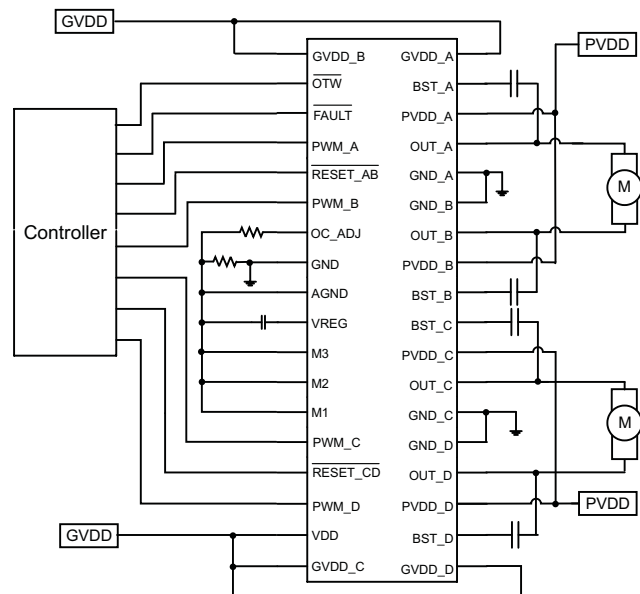 GVDD
PVDD
GVDD_B
GVDD_A
OTW
BST_A
FAULT
PVDD_A
PWM_A
OUT_A
RESET_AB
GND_A
PWM_B
GND_B
M
Controller
OC_ADJ
OUT_B
GND
PVDD_B
AGND
BST_B
VREG
BST_C
M3
PVDD_C
M2
OUT_C
M1
GND_C
M
PWM_C
GND_D
RESET_CD
OUT_D
PWM_D
PVDD_D
PVDD
GVDD
VDD
BST_D
GVDD_C
GVDD_D